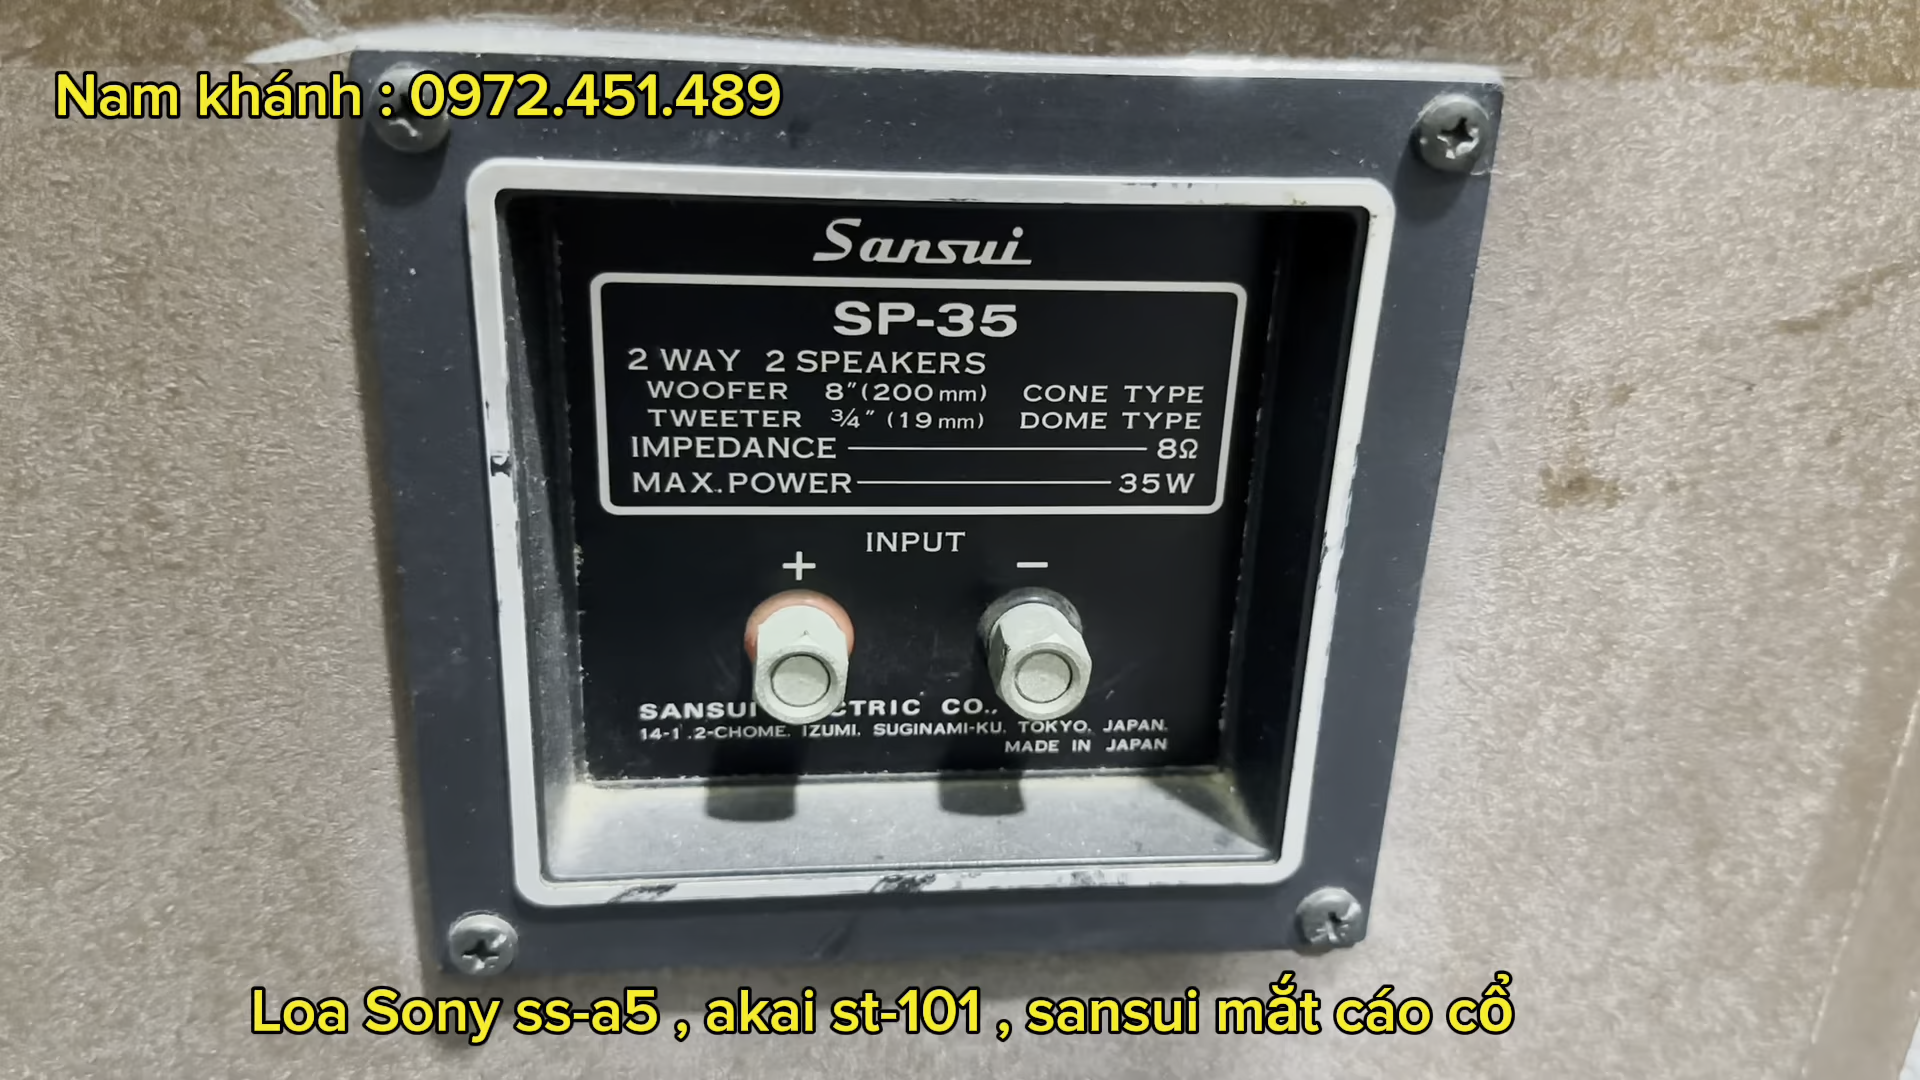 Nam khánh : 0972.451.489
Sansui
SP-35
2 WAY 2 SPEAKERS
WOOFER 8"(200mm) CONE TYPE
TWEETER ¾" (19mm) DOME TYPE
IMPEDANCE 8Ω
MAX. POWER 35W
INPUT
+ −
SANSUI CO.,
14-1, 2-CHOME, IZUMI, SUGINAMI-KU, TOKYO, JAPAN.
MADE IN JAPAN
Loa Sony ss-a5 , akai st-101 , sansui mắt cáo cổ